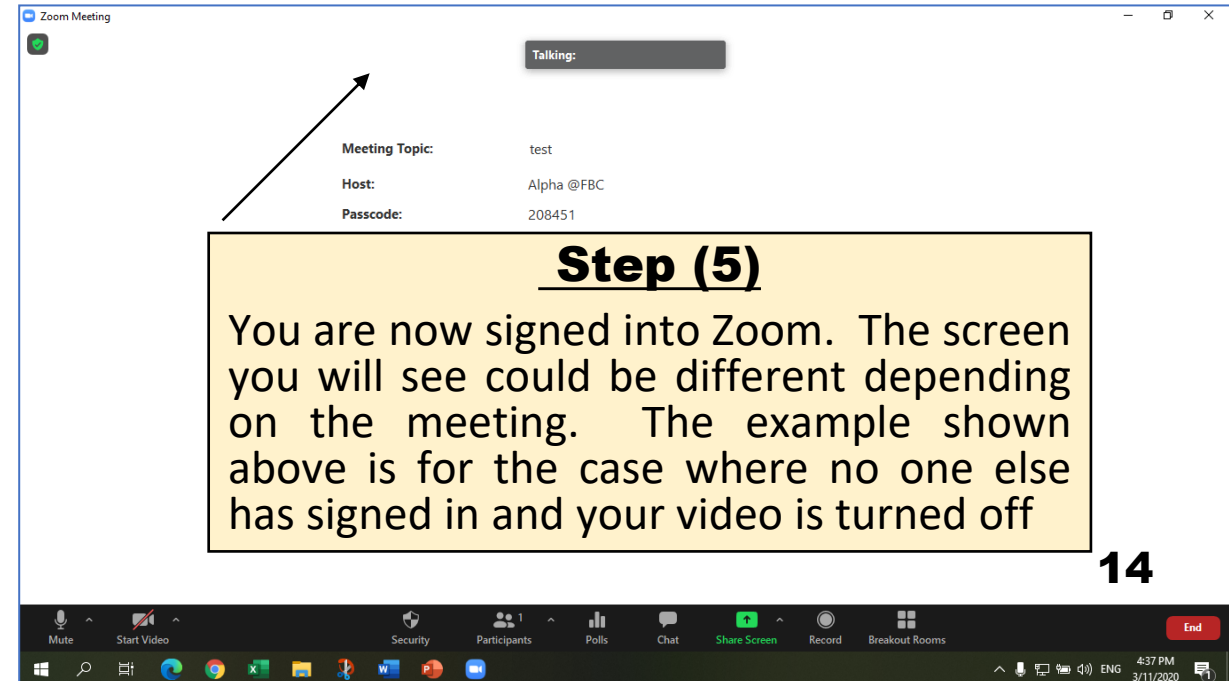 Zoom Meeting
Talking:
Meeting Topic: test
Host: Alpha @FBC
Passcode: 208451
Step (5)
You are now signed into Zoom. The screen
you will see could be different depending
on the meeting. The example shown
above is for the case where no one else
has signed in and your video is turned off
14
Mute Start Video Security Participants 1 Polls Chat Share Screen Record Breakout Rooms End
ENG 4:37 PM
3/11/2020 1